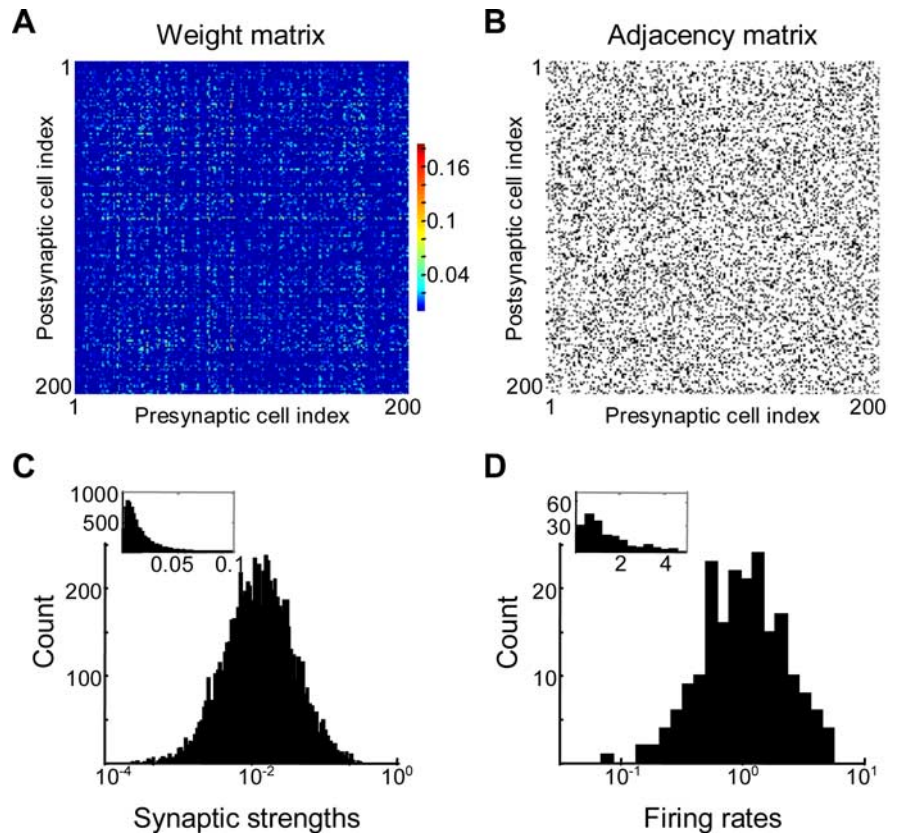 A
Weight matrix
1
Postsynaptic cell index
200
1
Presynaptic cell index
200
0.16
0.1
0.04
B
Adjacency matrix
1
Postsynaptic cell index
200
1
Presynaptic cell index
200
C
1000
500
0.05
0.1
200
100
Count
10^-4
10^-2
10^0
Synaptic strengths
D
60
30
2
4
20
10
Count
10^-1
10^0
10^1
Firing rates